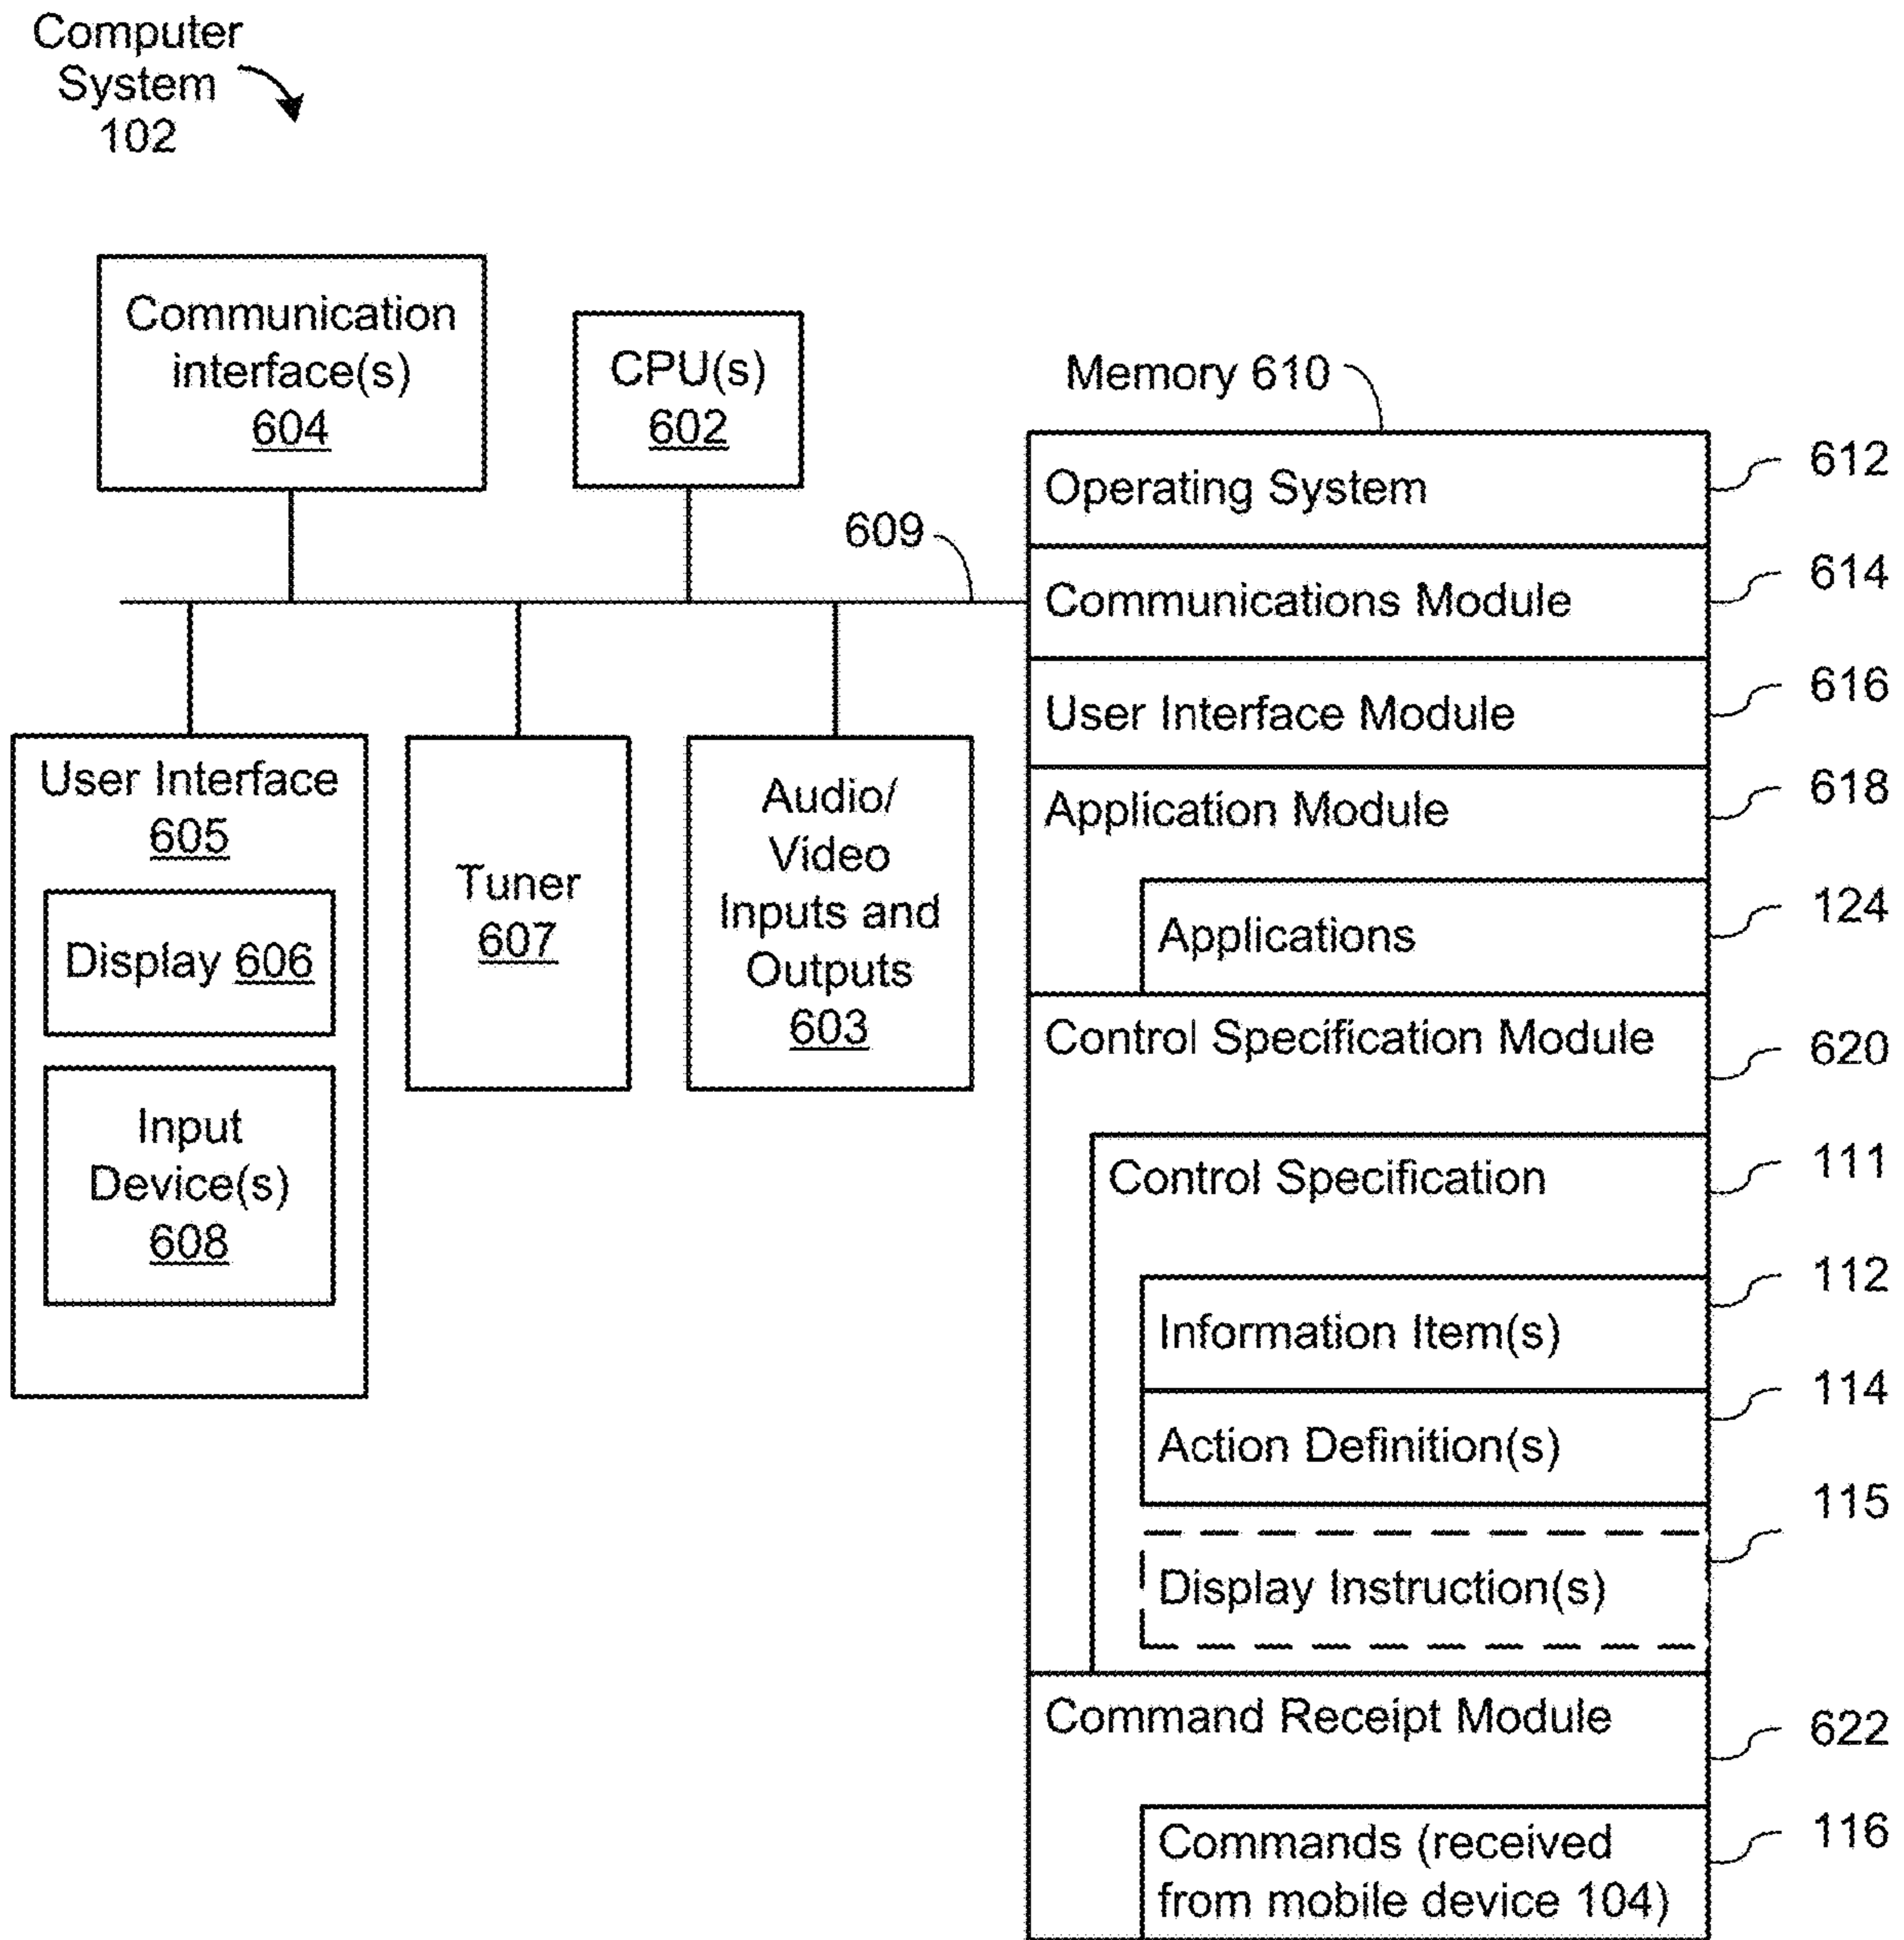 Computer
System
102
Communication
interface(s)
604
CPU(s)
602
609
User Interface
605
Display 606
Input
Device(s)
608
Tuner
607
Audio/
Video
Inputs and
Outputs
603
Memory 610
Operating System
612
Communications Module
614
User Interface Module
616
Application Module
618
Applications
124
Control Specification Module
620
Control Specification
111
Information Item(s)
112
Action Definition(s)
114
Display Instruction(s)
115
Command Receipt Module
622
Commands (received
from mobile device 104)
116